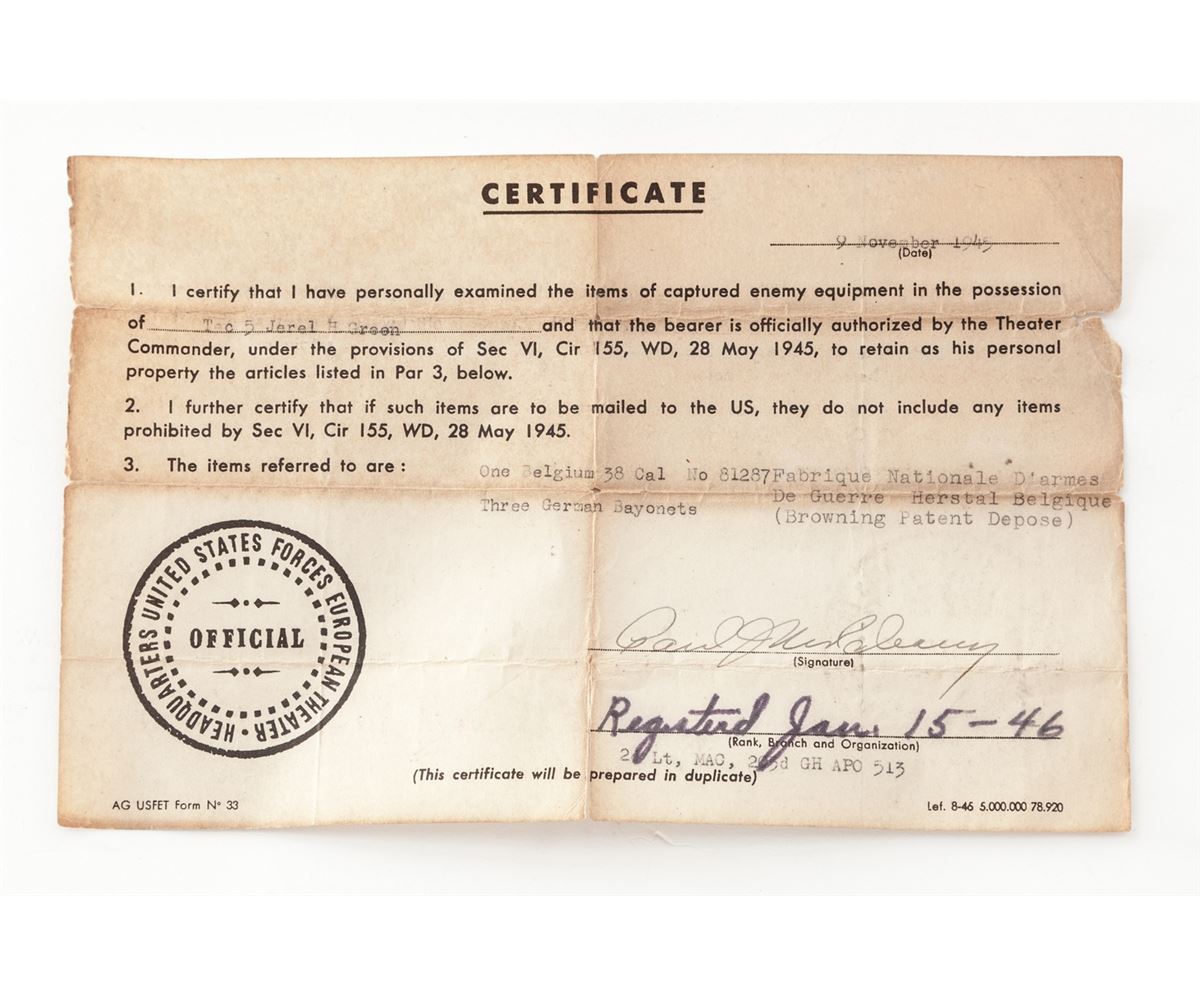 CERTIFICATE
9 November 1945
(Date)
1. I certify that I have personally examined the items of captured enemy equipment in the possession
of Tec 5 Jerel H Green and that the bearer is officially authorized by the Theater
Commander, under the provisions of Sec VI, Cir 155, WD, 28 May 1945, to retain as his personal
property the articles listed in Par 3, below.
2. I further certify that if such items are to be mailed to the US, they do not include any items
prohibited by Sec VI, Cir 155, WD, 28 May 1945.
3. The items referred to are :
One Belgium 38 Cal No 81287 Fabrique Nationale D'armes
De Guerre Herstal Belgique
Three German Bayonets
(Browning Patent Depose)
HEADQUARTERS UNITED STATES FORCES EUROPEAN THEATER •
OFFICIAL
Paul J
(Signature)
Registerd Jan. 15-46
(Rank, Branch and Organization)
2d Lt, MAC, GH APO 513
(This certificate will be prepared in duplicate)
AG USFET Form N° 33
Lef. 8-45 5.000.000 78.920